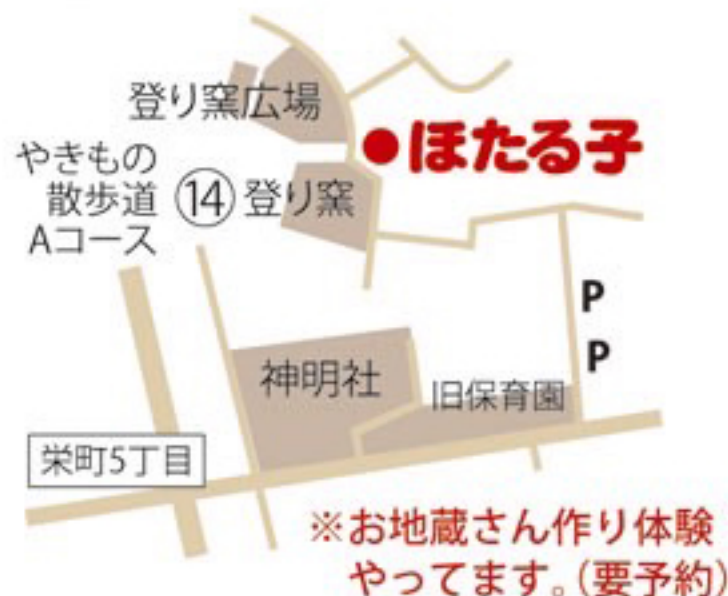 登り窯広場
●ほたる子
やきもの
散歩道
Aコース
⑭登り窯
P
P
神明社
旧保育園
栄町5丁目
※お地蔵さん作り体験
やってます。(要予約)